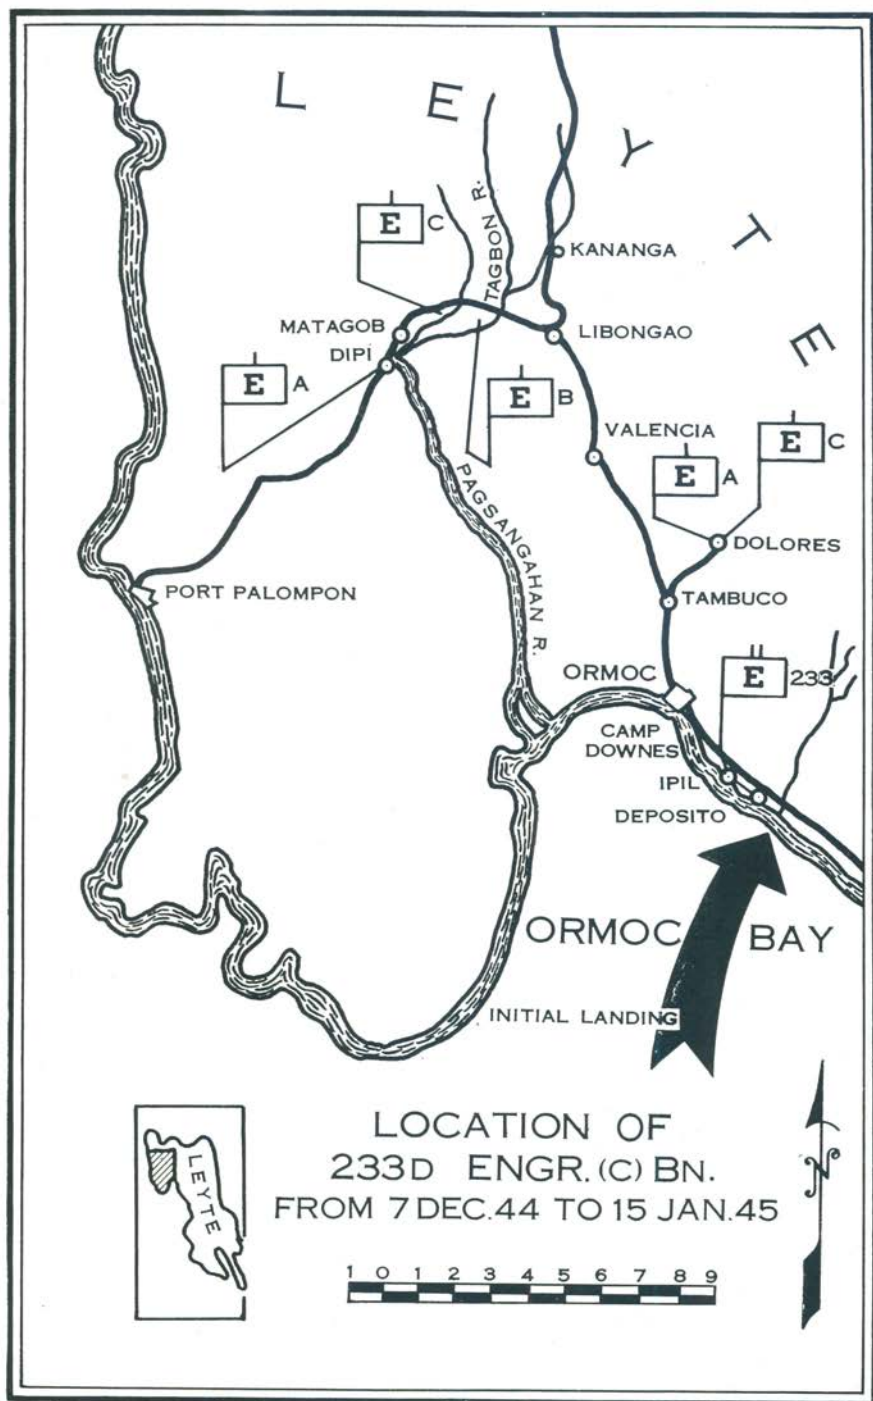 LEYTE
E C
TAGBON R.
KANANGA
MATAGOB
LIBONGAO
DIPI
E A
E B
VALENCIA
E C
E A
PAGSANGAHAN R.
DOLORES
PORT PALOMPON
TAMBUCO
ORMOC
E 233
CAMP
DOWNES
IPIL
DEPOSITO
ORMOC BAY
INITIAL LANDING
LOCATION OF
233D ENGR. (C) BN.
FROM 7 DEC. 44 TO 15 JAN. 45
N
LEYTE
1 0 1 2 3 4 5 6 7 8 9